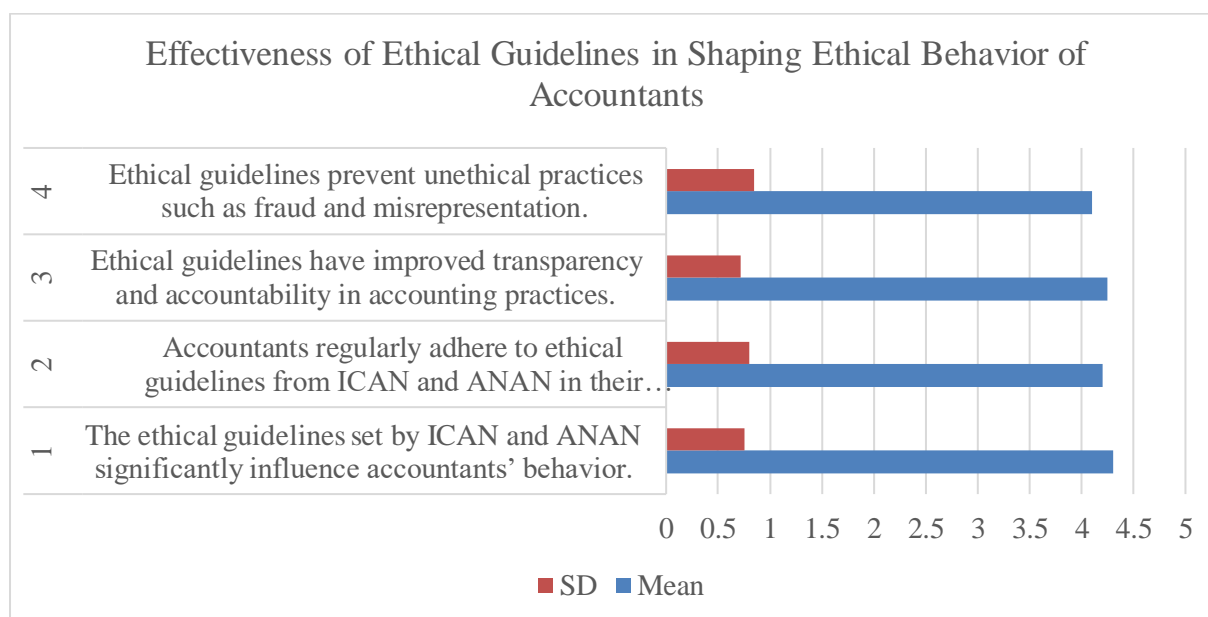 Effectiveness of Ethical Guidelines in Shaping Ethical Behavior of
Accountants
4
Ethical guidelines prevent unethical practices
such as fraud and misrepresentation.
3
Ethical guidelines have improved transparency
and accountability in accounting practices.
2
Accountants regularly adhere to ethical
guidelines from ICAN and ANAN in their…
1
The ethical guidelines set by ICAN and ANAN
significantly influence accountants’ behavior.
0 0.5 1 1.5 2 2.5 3 3.5 4 4.5 5
SD Mean